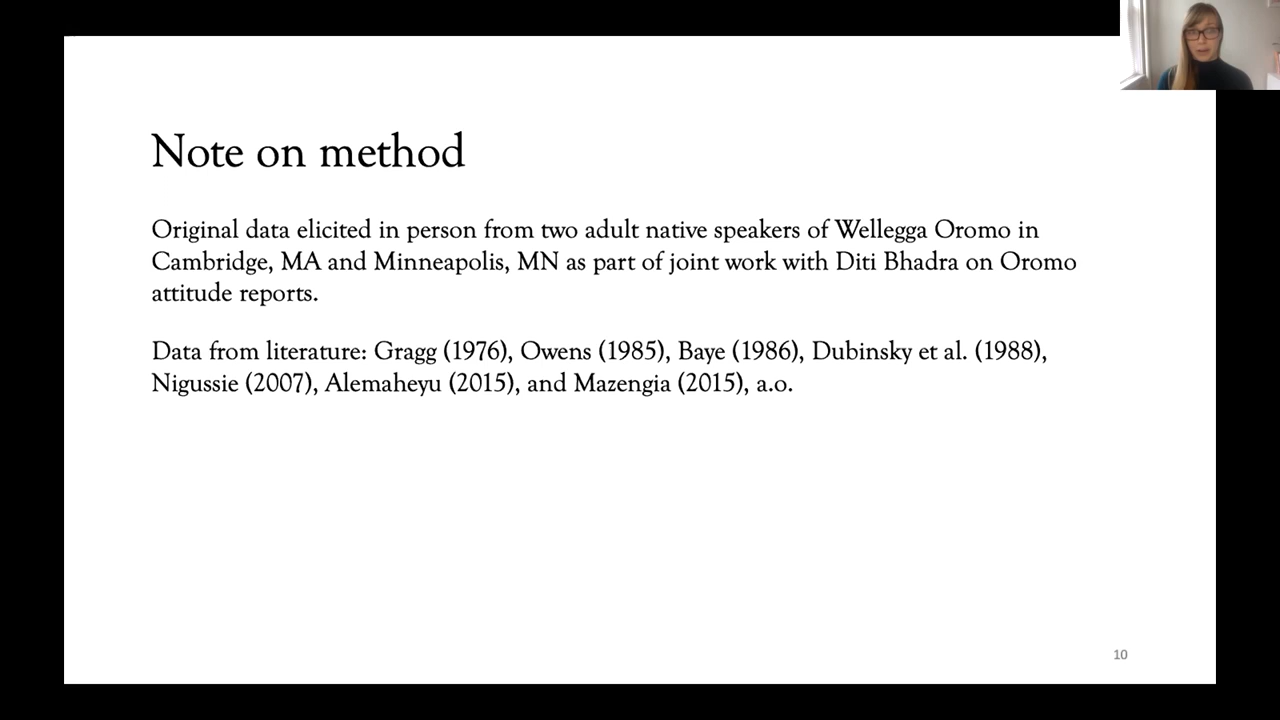 Note on method
Original data elicited in person from two adult native speakers of Wellegga Oromo in
Cambridge, MA and Minneapolis, MN as part of joint work with Diti Bhadra on Oromo
attitude reports.
Data from literature: Gragg (1976), Owens (1985), Baye (1986), Dubinsky et al. (1988),
Nigussie (2007), Alemaheyu (2015), and Mazengia (2015), a.o.
10